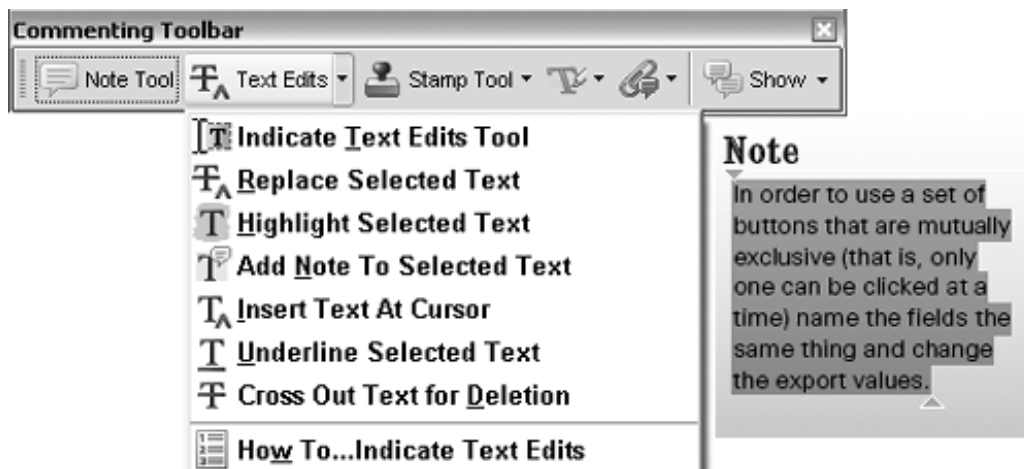 Commenting Toolbar
Note Tool Text Edits Stamp Tool Show
Indicate Text Edits Tool
Replace Selected Text
Highlight Selected Text
Add Note To Selected Text
Insert Text At Cursor
Underline Selected Text
Cross Out Text for Deletion
How To...Indicate Text Edits
Note
In order to use a set of
buttons that are mutually
exclusive (that is, only
one can be clicked at a
time) name the fields the
same thing and change
the export values.